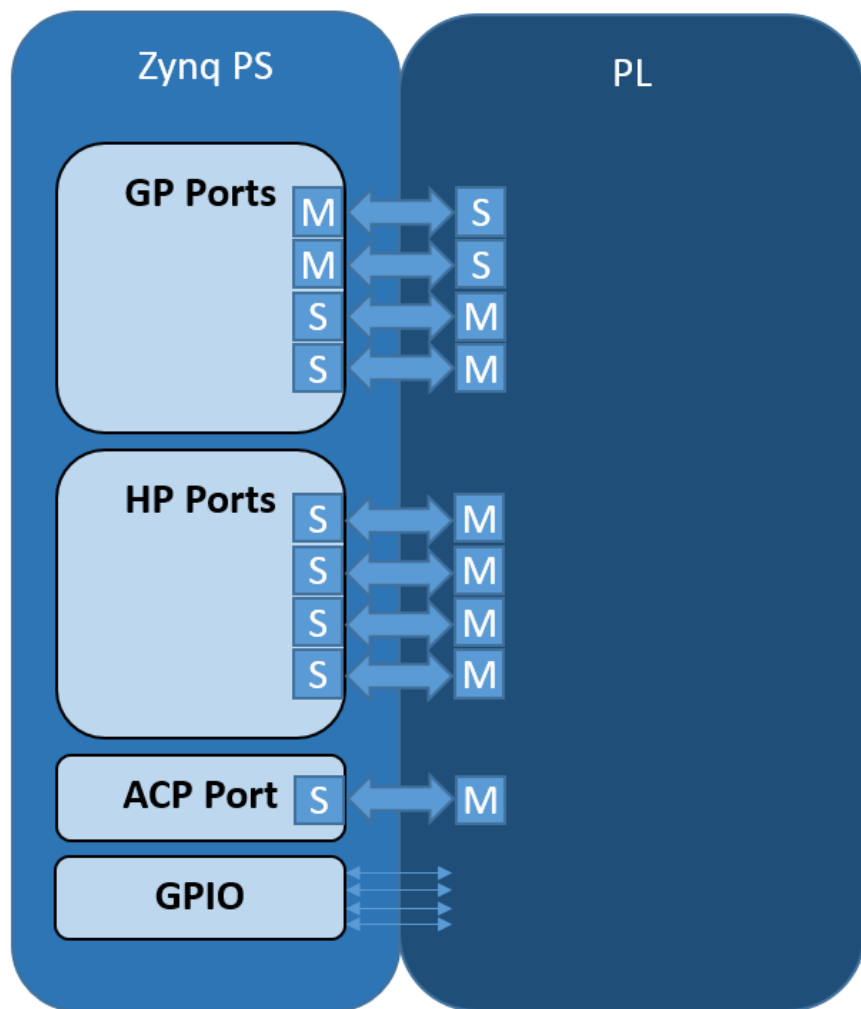 Zynq PS
PL
GP Ports
M S
M S
S M
S M
HP Ports
S M
S M
S M
S M
ACP Port S M
GPIO